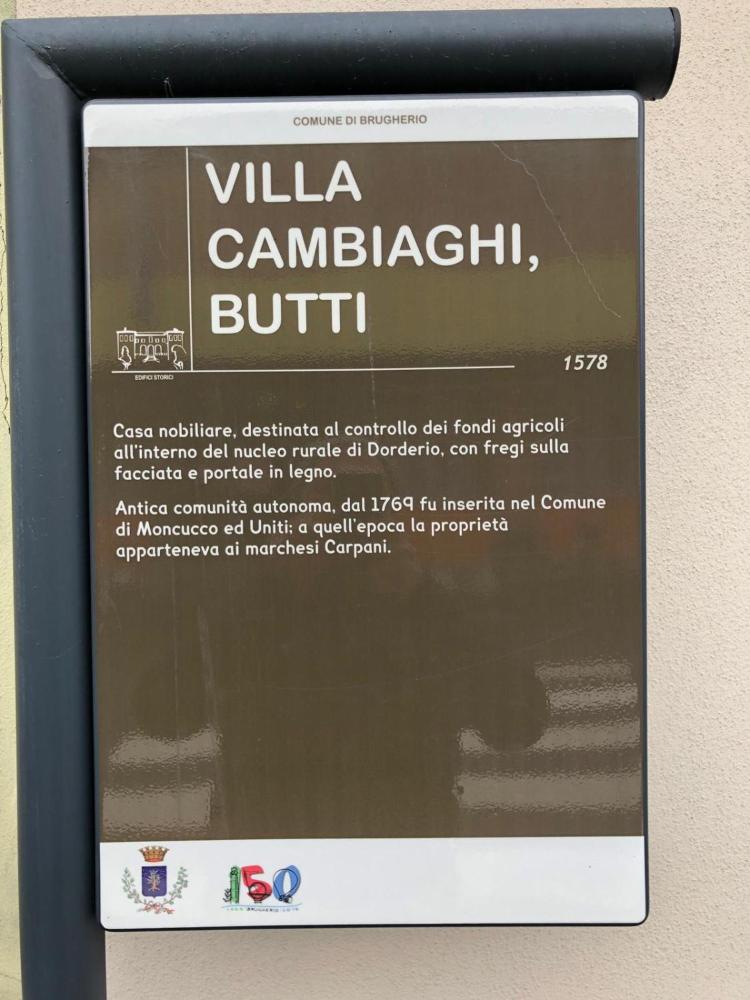 COMUNE DI BRUGHERIO
VILLA
CAMBIAGHI,
BUTTI
EDIFICI STORICI
1578
Casa nobiliare, destinata al controllo dei fondi agricoli
all'interno del nucleo rurale di Dorderio, con fregi sulla
facciata e portale in legno.
Antica comunità autonoma, dal 1769 fu inserita nel Comune
di Moncucco ed Uniti: a quell'epoca la proprietà
apparteneva ai marchesi Carpani.
150
BRUGHERIO